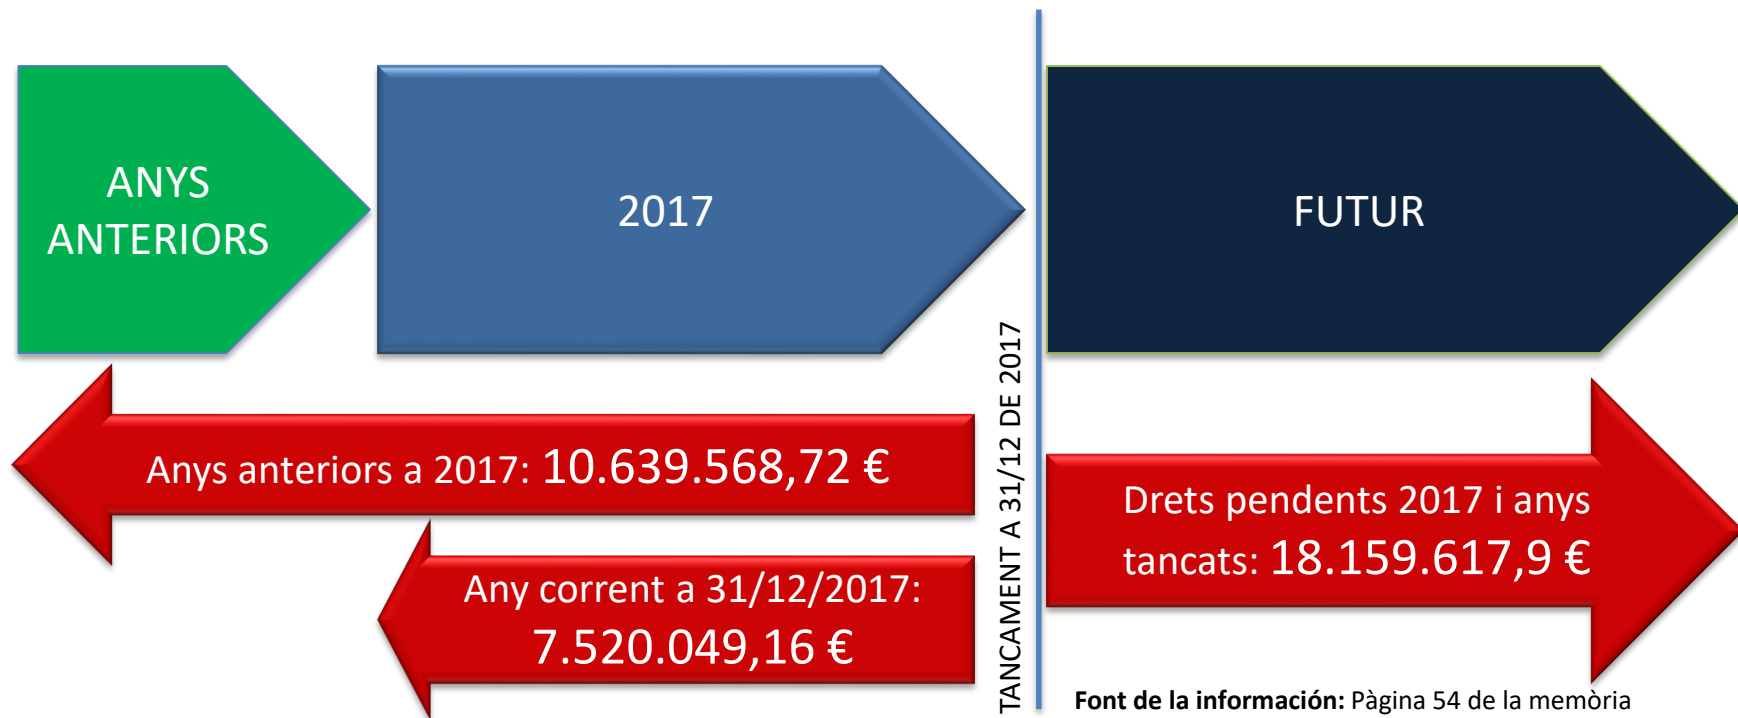 ANYS
ANTERIORS
2017
FUTUR
TANCAMENT A 31/12 DE 2017
Anys anteriors a 2017: 10.639.568,72 €
Any corrent a 31/12/2017:
7.520.049,16 €
Drets pendents 2017 i anys
tancats: 18.159.617,9 €
Font de la información: Pàgina 54 de la memòria